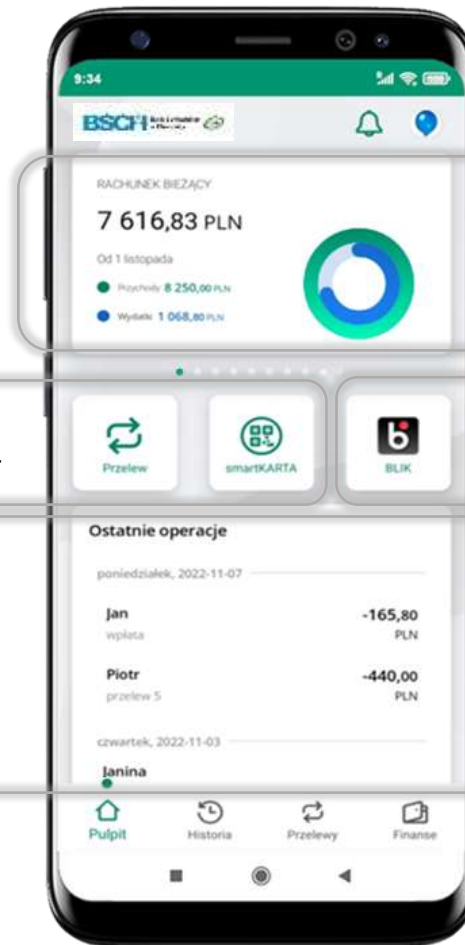 9:34
BSCH
RACHUNEK BIEŻĄCY
7 616,83 PLN
Od 1 listopada
Przychody 8 250,00 PLN
Wydatki 1 068,80 PLN
Przelew
smartKARTA
BLIK
Ostatnie operacje
poniedziałek, 2022-11-07
Jan -165,80
wpłata PLN
Piotr -440,00
przelew 5 PLN
czwartek, 2022-11-03
Janina
Pulpit Historia Przelewy Finanse